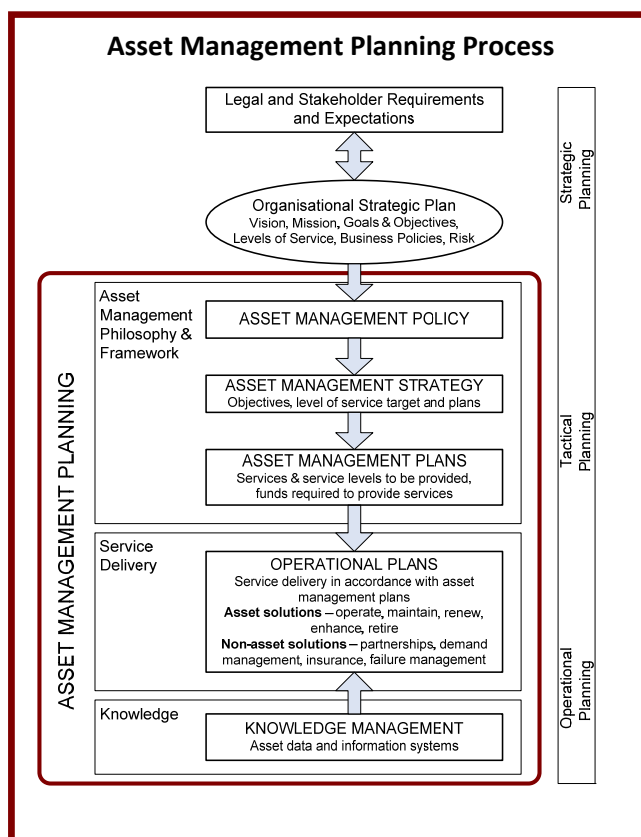 Asset Management Planning Process
Legal and Stakeholder Requirements
and Expectations
Organisational Strategic Plan
Vision, Mission, Goals & Objectives,
Levels of Service, Business Policies, Risk
Asset
Management
Philosophy &
Framework
ASSET MANAGEMENT POLICY
ASSET MANAGEMENT STRATEGY
Objectives, level of service target and plans
ASSET MANAGEMENT PLANS
Services & service levels to be provided,
funds required to provide services
Service
Delivery
OPERATIONAL PLANS
Service delivery in accordance with asset
management plans
Asset solutions – operate, maintain, renew,
enhance, retire
Non-asset solutions – partnerships, demand
management, insurance, failure management
Knowledge
KNOWLEDGE MANAGEMENT
Asset data and information systems
ASSET MANAGEMENT PLANNING
Strategic
Planning
Tactical
Planning
Operational
Planning